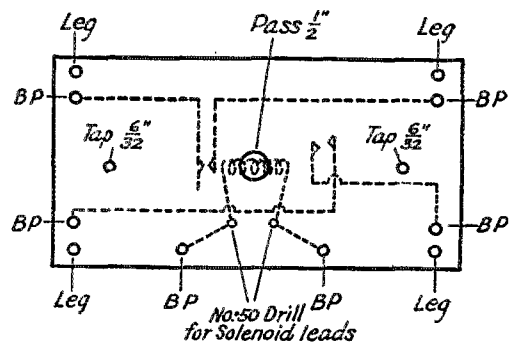 Pass 1/2"
Leg
Leg
BP
BP
Tap 6/32"
Tap 6/32"
BP
BP
Leg
BP
No.50 Drill
for Solenoid leads
BP
Leg